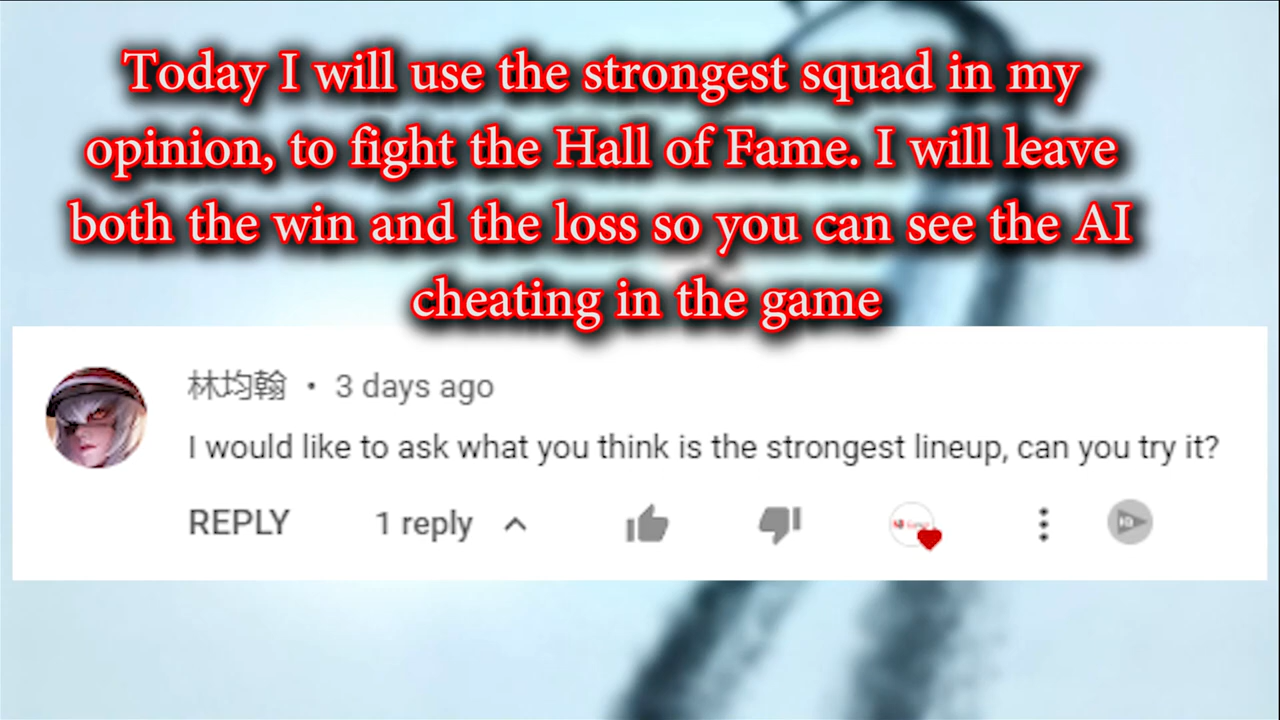 Today I will use the strongest squad in my
opinion, to fight the Hall of Fame. I will leave
both the win and the loss so you can see the AI
cheating in the game
林均翰 • 3 days ago
I would like to ask what you think is the strongest lineup, can you try it?
REPLY 1 reply